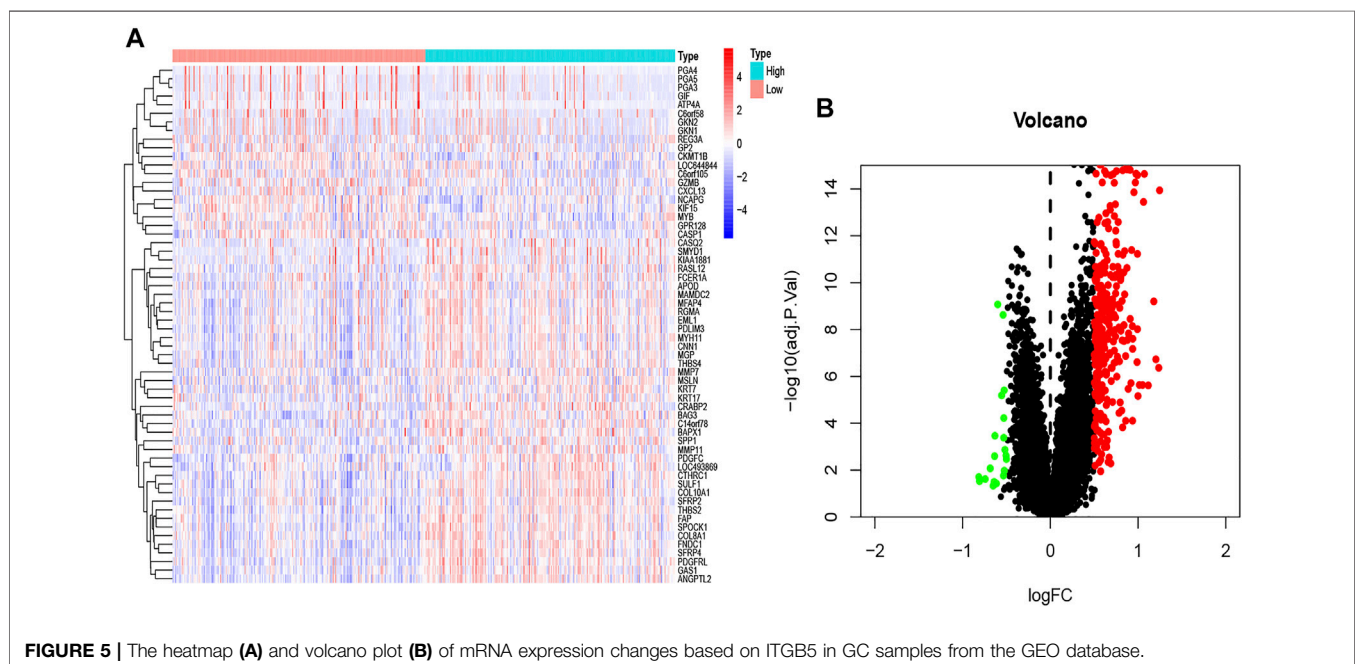 A
Type
PGA4
PGA5
PGA3
GIF
ATP4A
C6orf58
GKN2
GKN1
REG3A
GP2
CKMT1B
LOC644844
C6orf105
GZMB
CXCL13
NCAPG
KIF15
MYB
GPR128
CASP1
CASQ2
SMYD1
KIAA1881
RASL12
FCER1A
APOD
MAMDC2
MFAP4
RGMA
EML1
PDLIM3
MYH11
CNN1
MGP
THBS4
MMP7
MSLN
KRT7
KRT17
CRABP2
BAG3
C14orf78
BAPX1
SPP1
MMP11
PDGFC
LOC493869
CTHRC1
SULF1
COL10A1
SFRP2
THBS2
FAP
SPOCK1
COL8A1
FNDC1
SFRP4
PDGFRL
GAS1
ANGPTL2
4
2
0
−2
−4
Type
High
Low
B
Volcano
−log10(adj.P.Val)
14
12
10
8
6
4
2
0
−2 −1 0 1 2
logFC
FIGURE 5 | The heatmap (A) and volcano plot (B) of mRNA expression changes based on ITGB5 in GC samples from the GEO database.